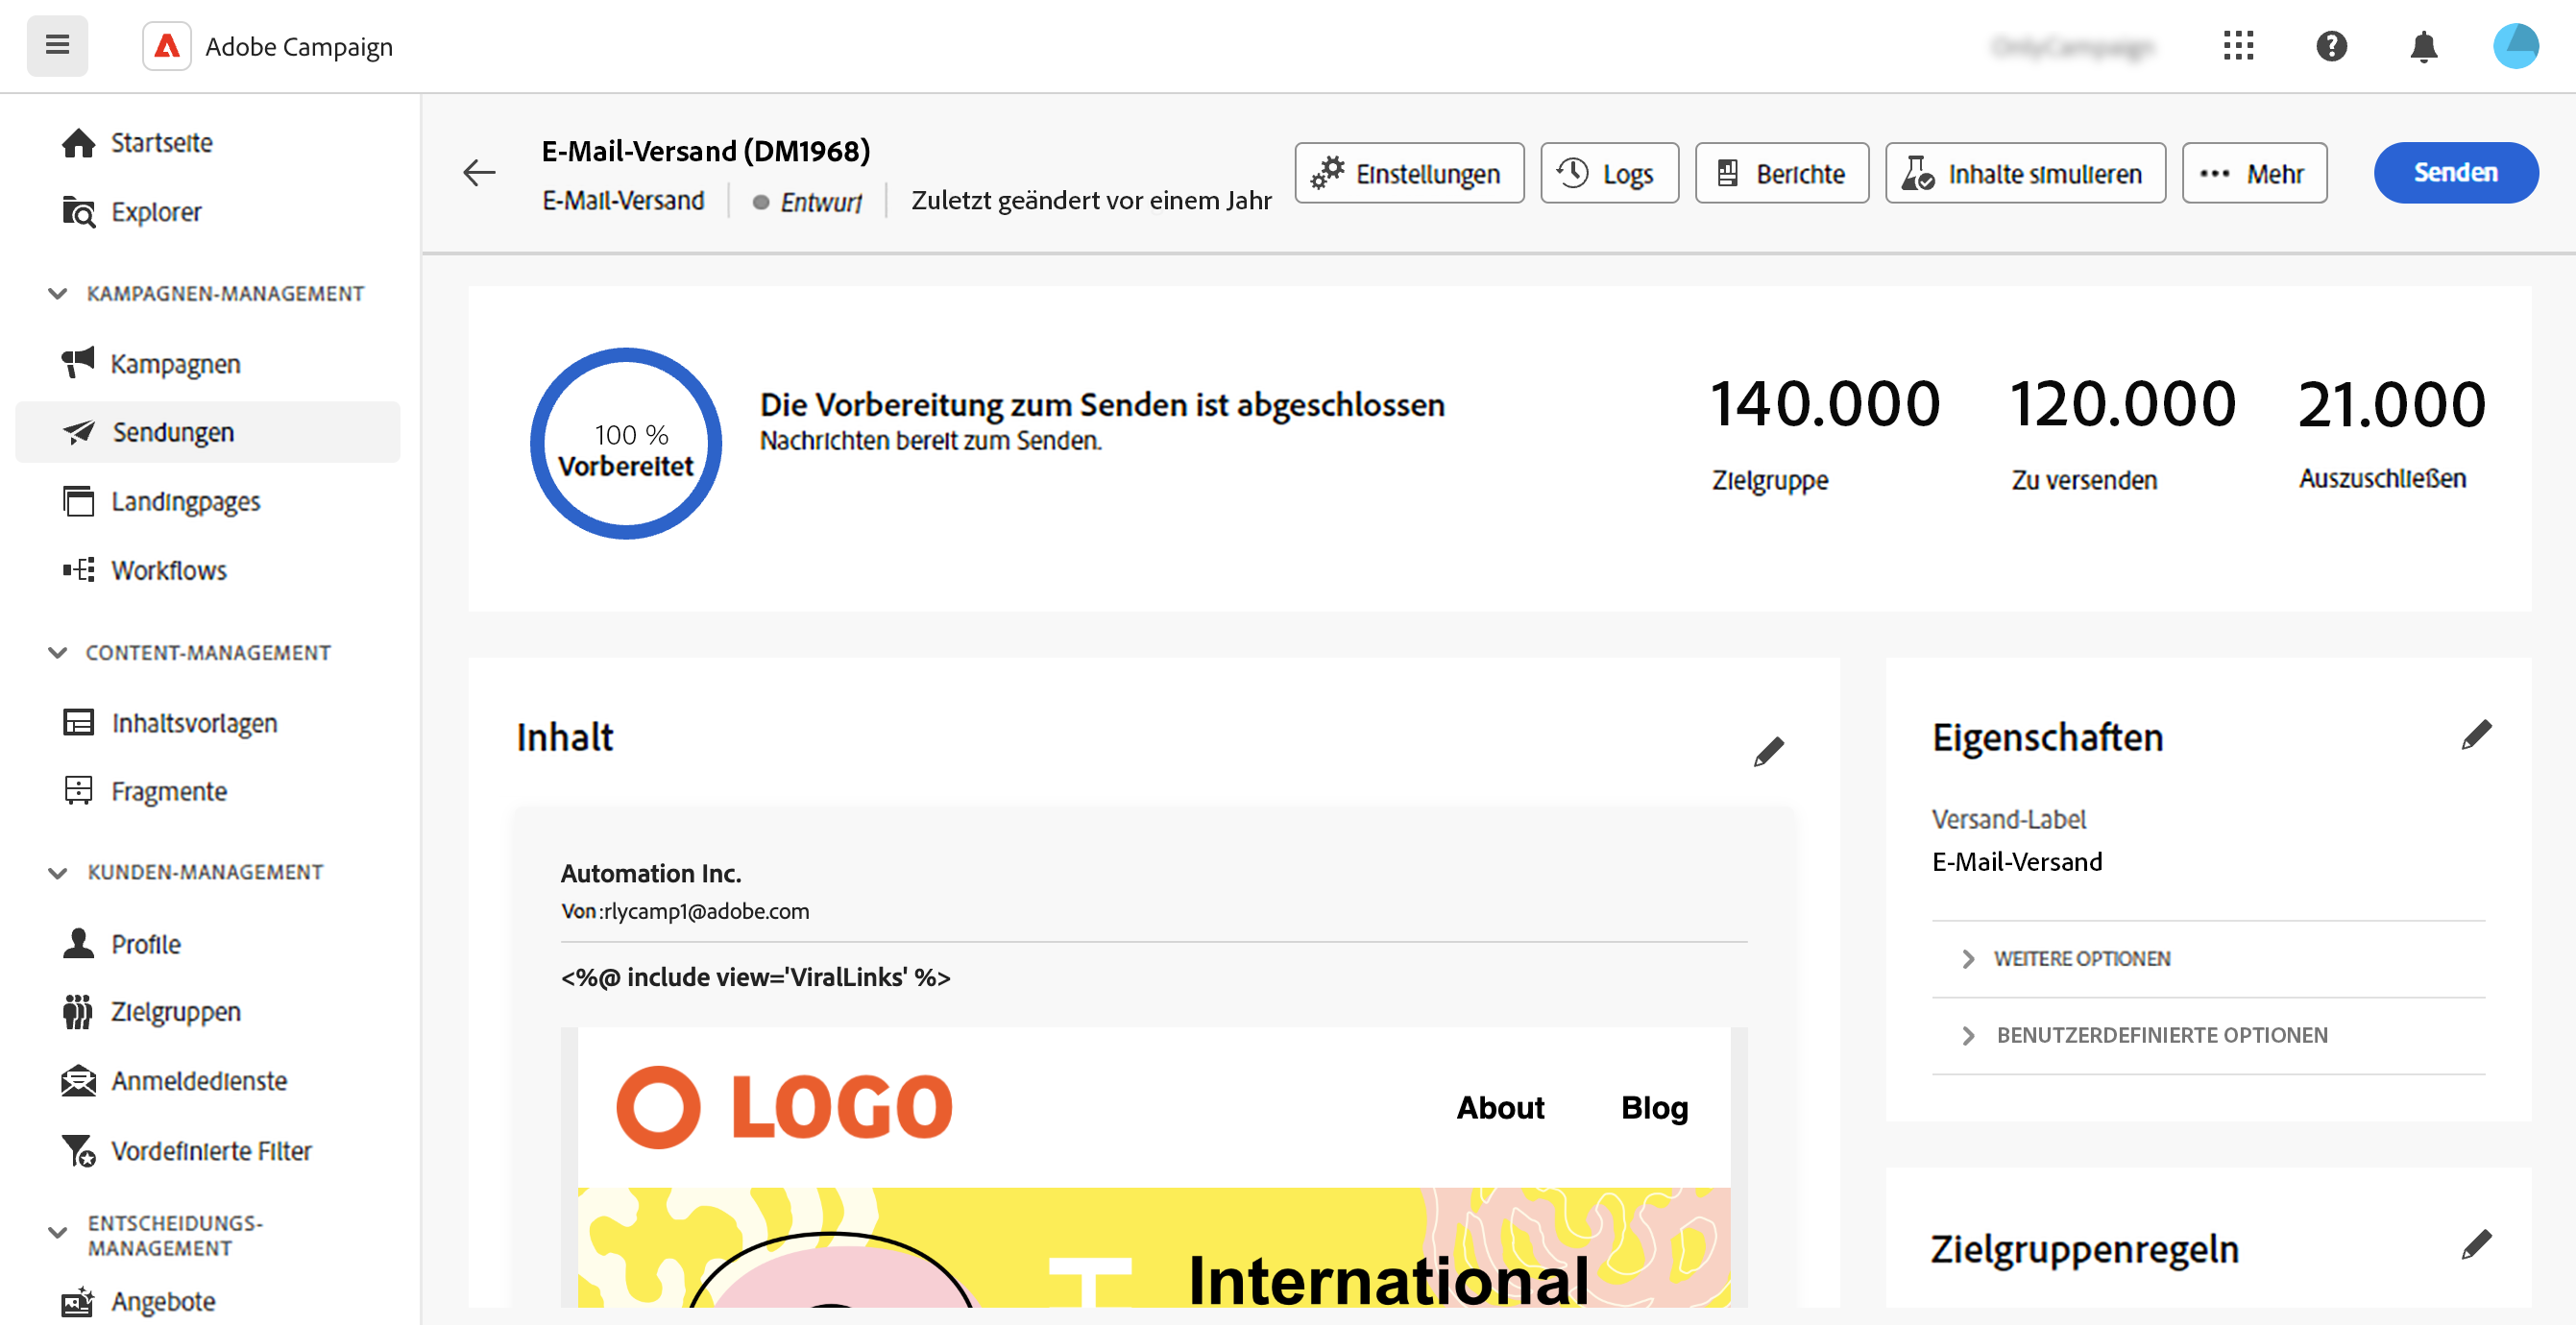 Adobe Campaign
Startseite
Explorer
KAMPAGNEN-MANAGEMENT
Kampagnen
Sendungen
Landingpages
Workflows
CONTENT-MANAGEMENT
Inhaltsvorlagen
Fragmente
KUNDEN-MANAGEMENT
Profile
Zielgruppen
Anmeldedienste
Vordefinierte Filter
ENTSCHEIDUNGS-
MANAGEMENT
Angebote
E-Mail-Versand (DM1968)
E-Mail-Versand Entwurf Zuletzt geändert vor einem Jahr
Einstellungen Logs Berichte Inhalte simulieren Mehr Senden
100 %
Vorbereitet
Die Vorbereitung zum Senden ist abgeschlossen
Nachrichten bereit zum Senden.
140.000 120.000 21.000
Zielgruppe Zu versenden Auszuschließen
Inhalt
Automation Inc.
Von :rlycamp1@adobe.com
<%@ include view='ViralLinks' %>
LOGO About Blog
International
Eigenschaften
Versand-Label
E-Mail-Versand
WEITERE OPTIONEN
BENUTZERDEFINIERTE OPTIONEN
Zielgruppenregeln